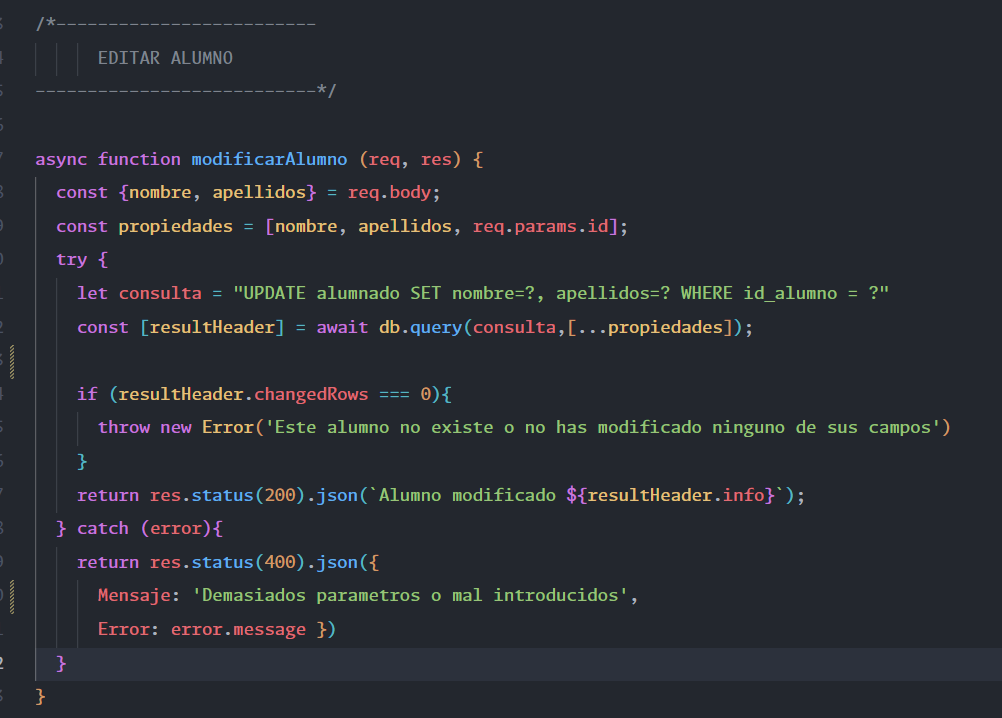 /*-------------------------
EDITAR ALUMNO
---------------------------*/
async function modificarAlumno (req, res) {
const {nombre, apellidos} = req.body;
const propiedades = [nombre, apellidos, req.params.id];
try {
let consulta = "UPDATE alumnado SET nombre=?, apellidos=? WHERE id_alumno = ?"
const [resultHeader] = await db.query(consulta,[...propiedades]);
if (resultHeader.changedRows === 0){
throw new Error('Este alumno no existe o no has modificado ninguno de sus campos')
}
return res.status(200).json(`Alumno modificado ${resultHeader.info}`);
} catch (error){
return res.status(400).json({
Mensaje: 'Demasiados parametros o mal introducidos',
Error: error.message })
}
}